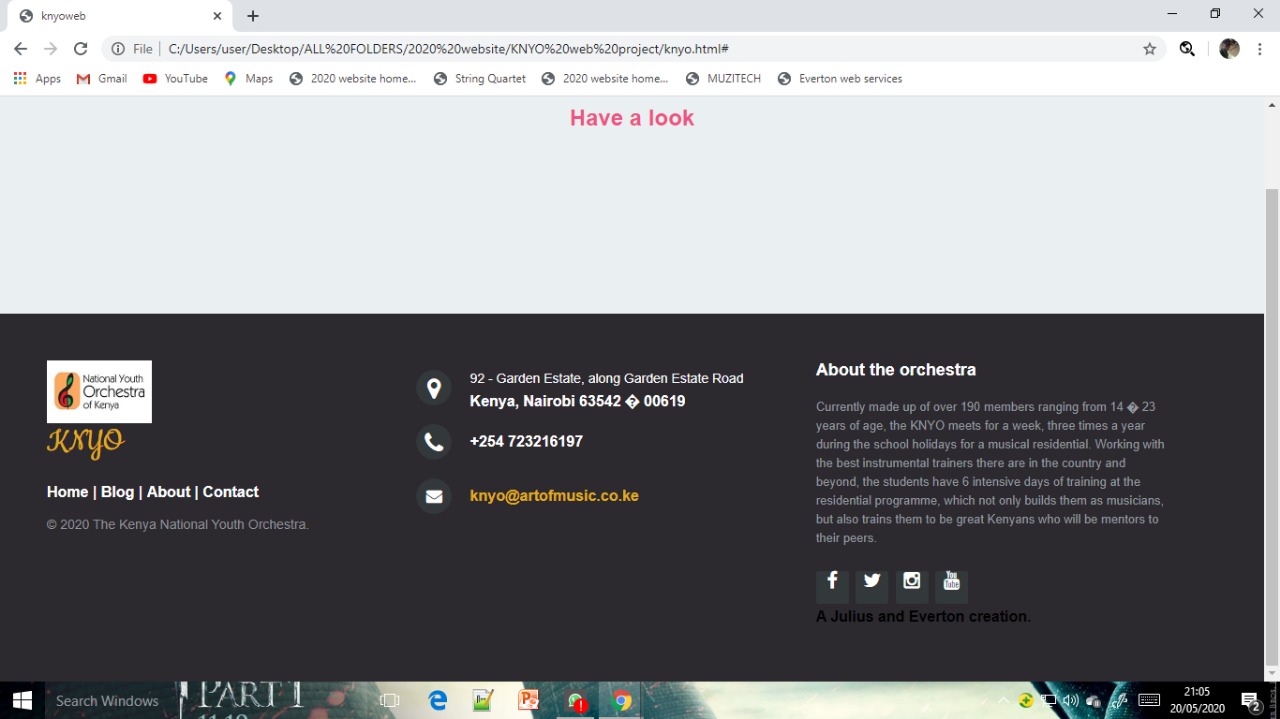 knyoweb
File
C:/Users/user/Desktop/ALL%20FOLDERS/2020%20website/KNYO%20web%20project/knyo.html#
Apps
Gmail
YouTube
Maps
2020 website home...
String Quartet
2020 website home...
MUZITECH
Everton web services
Have a look
National Youth
Orchestra
of Kenya
KNYO
Home | Blog | About | Contact
© 2020 The Kenya National Youth Orchestra.
92 - Garden Estate, along Garden Estate Road
Kenya, Nairobi 63542 � 00619
+254 723216197
knyo@artofmusic.co.ke
About the orchestra
Currently made up of over 190 members ranging from 14 � 23
years of age, the KNYO meets for a week, three times a year
during the school holidays for a musical residential. Working with
the best instrumental trainers there are in the country and
beyond, the students have 6 intensive days of training at the
residential programme, which not only builds them as musicians,
but also trains them to be great Kenyans who will be mentors to
their peers.
You
Tube
A Julius and Everton creation.
Search Windows
PART 1
11.18
21:05
20/05/2020
2